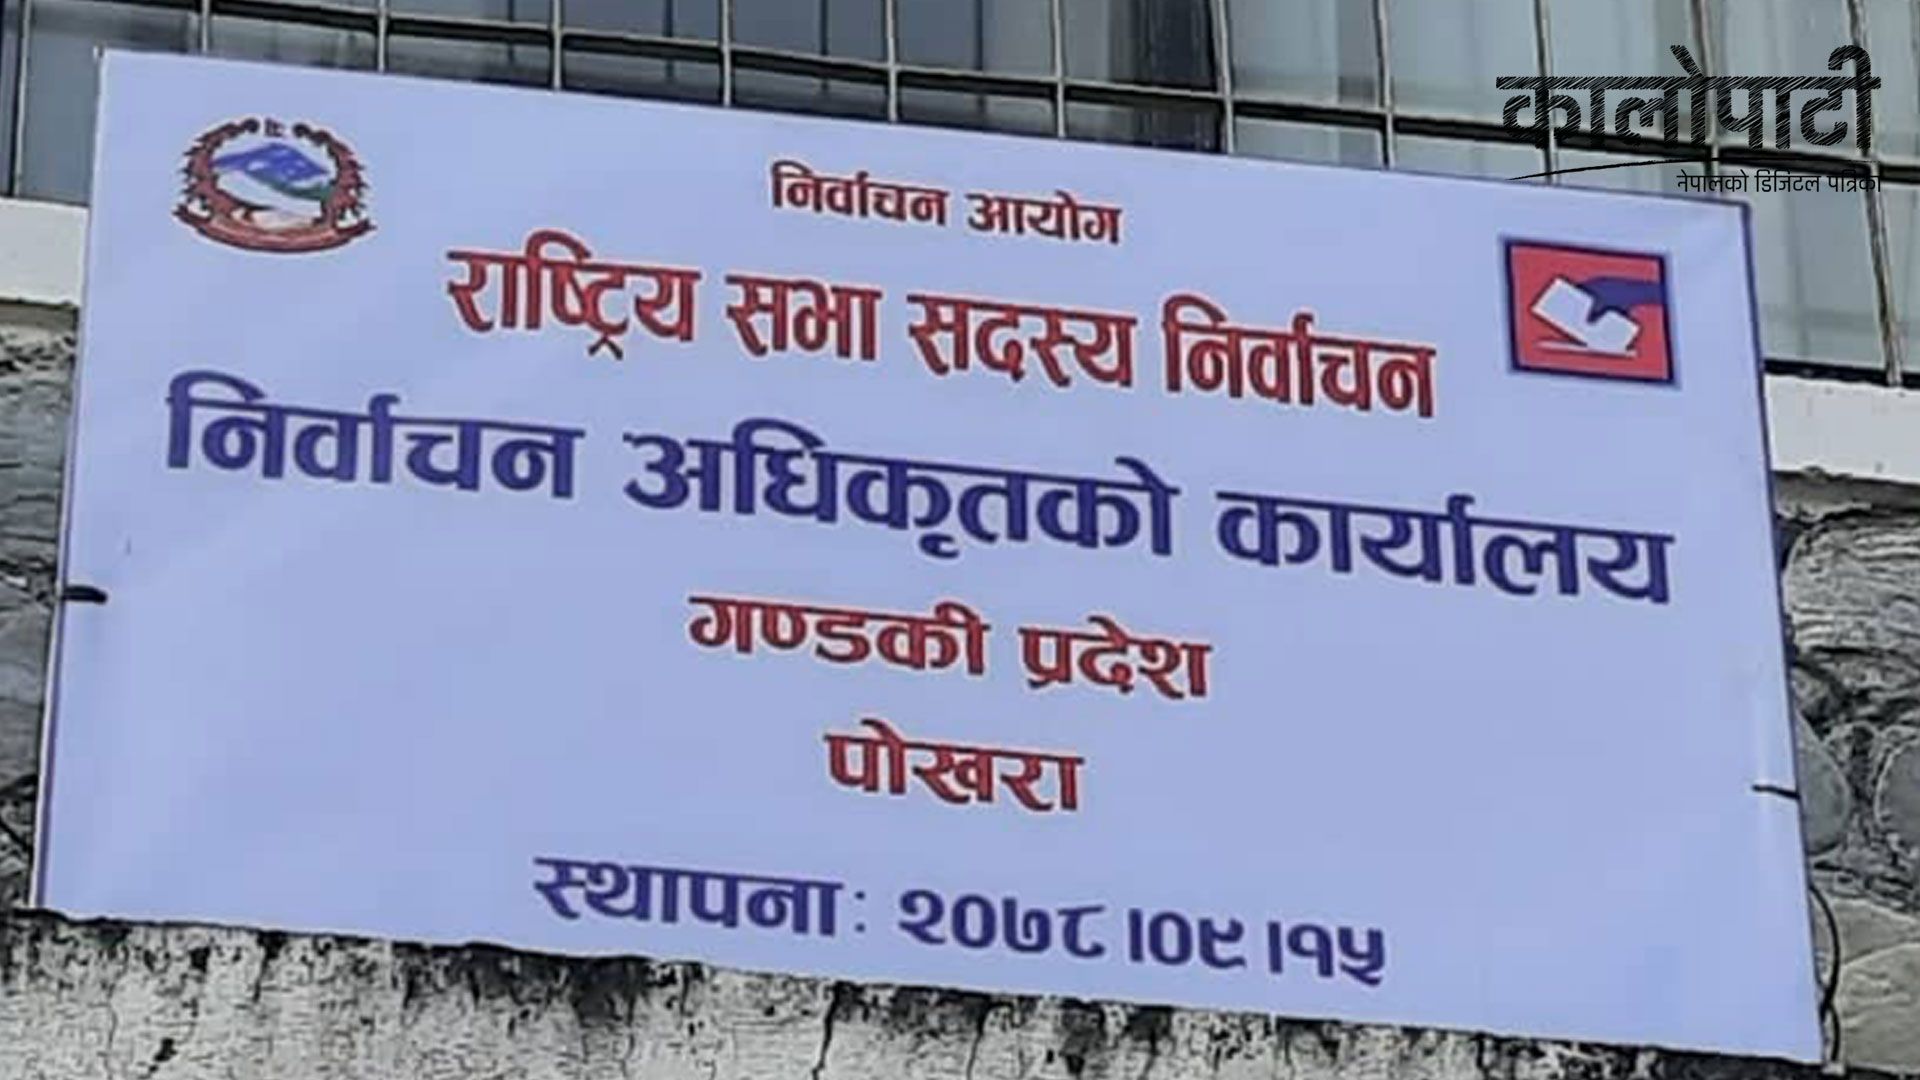 कालोपाटी
नेपालको डिजिटल पत्रिका
निर्वाचन आयोग
राष्ट्रिय सभा सदस्य निर्वाचन
निर्वाचन अधिकृतको कार्यालय
गण्डकी प्रदेश
पोखरा
स्थापना: २०७८।०९।१५